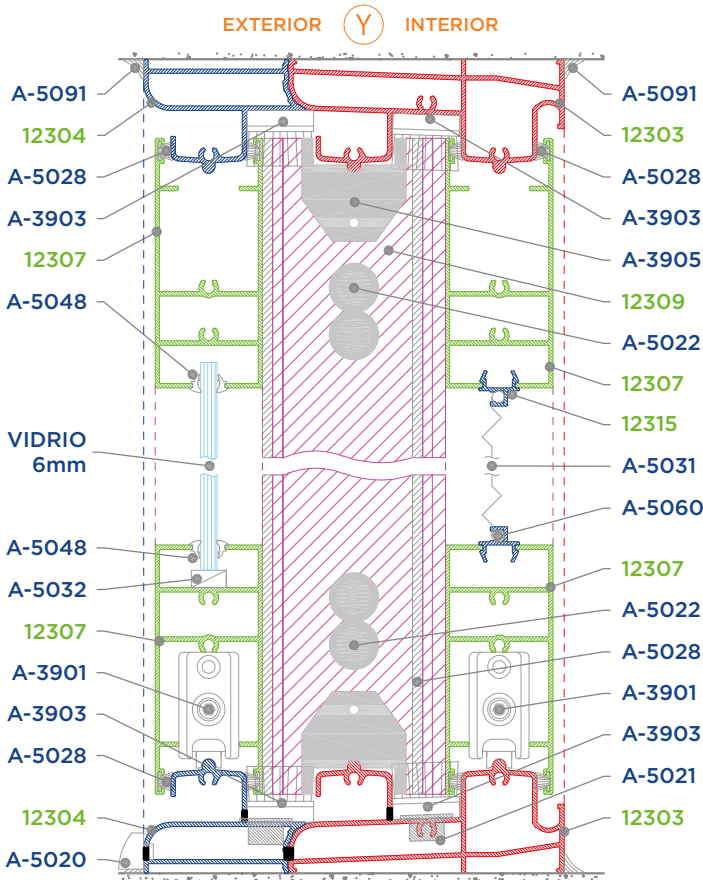 EXTERIOR Y INTERIOR
A-5091
12304
A-5028
A-3903
12307
A-5048
VIDRIO
6mm
A-5048
A-5032
12307
A-3901
A-3903
A-5028
12304
A-5020
A-5091
12303
A-5028
A-3903
A-3905
12309
A-5022
12307
12315
A-5031
A-5060
12307
A-5022
A-5028
A-3901
A-3903
A-5021
12303